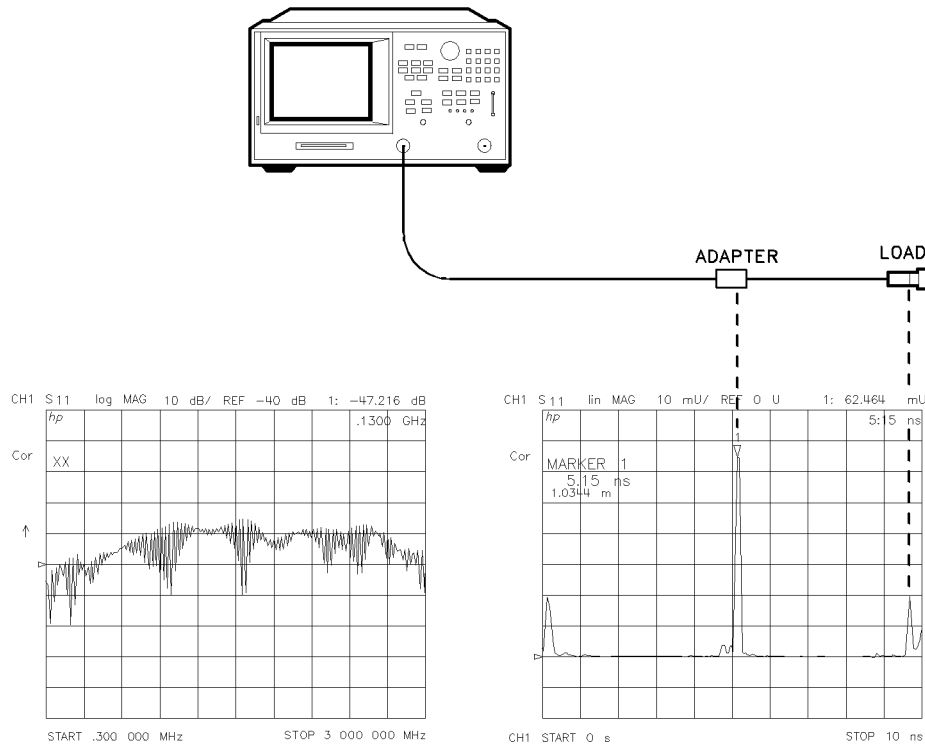 ADAPTER
LOAD
CH1 S 11 log MAG 10 dB/ REF -40 dB 1: -47.216 dB
hp
.1300 GHz
Cor
XX
START .300 000 MHz STOP 3 000 000 MHz
CH1 S 11 lin MAG 10 mU/ REF 0 U 1: 62.464 mU
hp
5:15 ns
Cor
1
MARKER 1
5.15 ns
1.0344 m
CH1 START 0 s STOP 10 ns